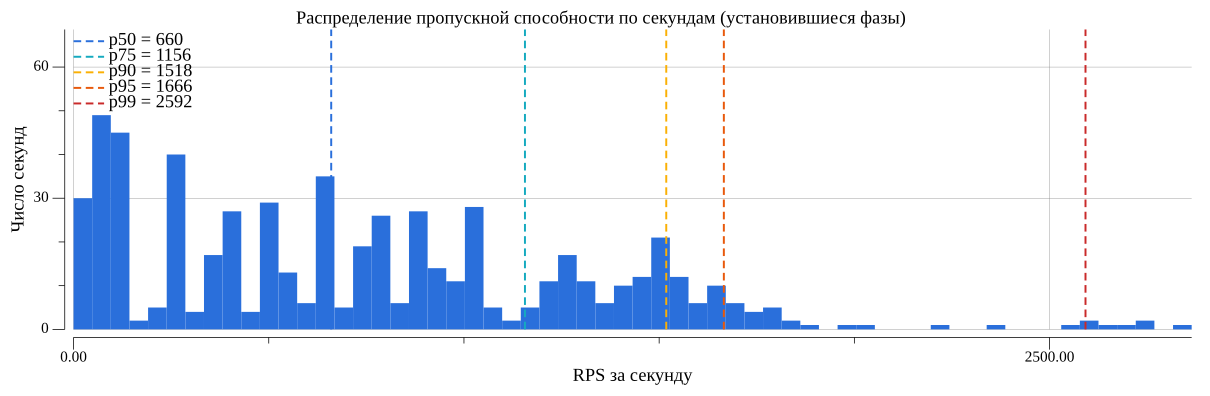 Распределение пропускной способности по секундам (установившиеся фазы)
p50 = 660
p75 = 1156
p90 = 1518
p95 = 1666
p99 = 2592
Число секунд
60
30
0
0.00
2500.00
RPS за секунду